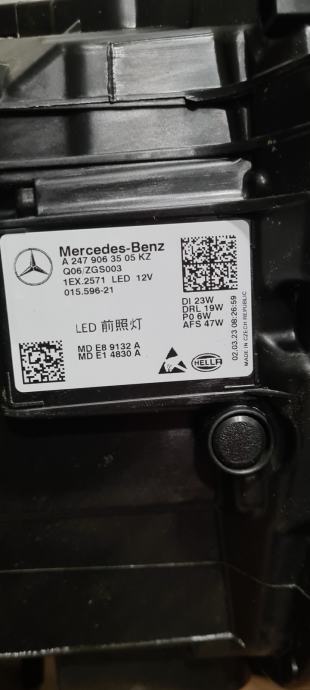 Mercedes-Benz
A 247 906 35 05 KZ
Q06/ZGS003
1EX.2571 LED 12V
015.596-21
LED 前照灯
DI 23W
DRL 19W
P0 6W
AFS 47W
MD E8 9132 A
MD E1 4830 A
HELLA
02.03.23 08:26:59
MADE IN CZECH REPUBLIC